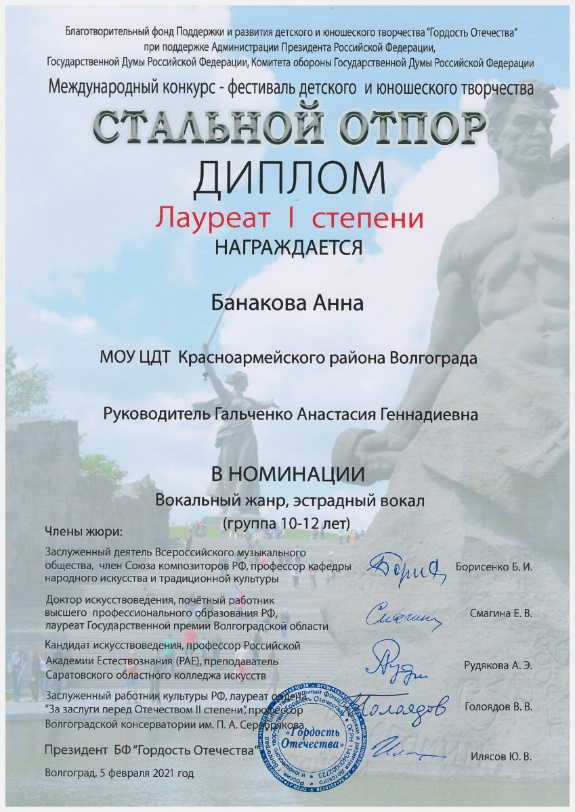 Благотворительный фонд Поддержки и развития детского и юношеского творчества "Гордость Отечества"
при поддержке Администрации Президента Российской Федерации,
Государственной Думы Российской Федерации, Комитета обороны Государственной Думы Российской Федерации
Международный конкурс - фестиваль детского и юношеского творчества
СТАЛЬНОЙ ОТПОР
ДИПЛОМ
Лауреат I степени
НАГРАЖДАЕТСЯ
Банакова Анна
МОУ ЦДТ Красноармейского района Волгограда
Руководитель Гальченко Анастасия Геннадиевна
В НОМИНАЦИИ
Вокальный жанр, эстрадный вокал
(группа 10-12 лет)
Члены жюри:
Заслуженный деятель Всероссийского музыкального
общества, член Союза композиторов РФ, профессор кафедры
народного искусства и традиционной культуры
Борисенко Б. И.
Доктор искусствоведения, почётный работник
высшего профессионального образования РФ,
лауреат Государственной премии Волгоградской области
Смагина Е. В.
Кандидат искусствоведения, профессор Российской
Академии Естествознания (РАЕ), преподаватель
Саратовского областного колледжа искусств
Рудякова А. Э.
Заслуженный работник культуры РФ, лауреат ордена
"За заслуги перед Отечеством II степени", профессор
Волгоградской консерватории им. П. А. Серебрякова
Голоядов В. В.
Президент БФ "Гордость Отечества"
«Гордость
Отечества»
Илясов Ю. В.
Волгоград, 5 февраля 2021 год